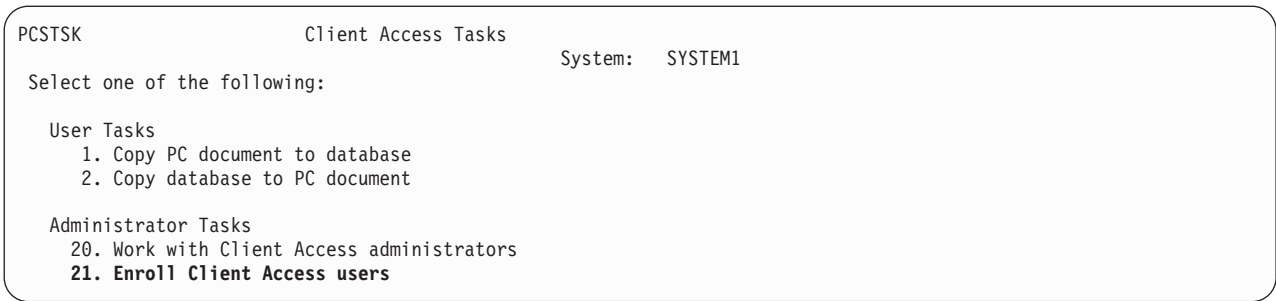 PCSTSK Client Access Tasks
System: SYSTEM1
Select one of the following:
User Tasks
1. Copy PC document to database
2. Copy database to PC document
Administrator Tasks
20. Work with Client Access administrators
21. Enroll Client Access users